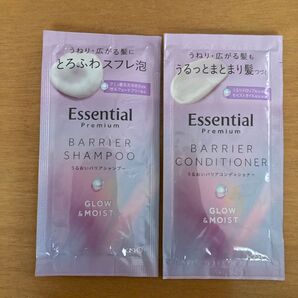 うねり・広がる髪に
とろふわスフレ泡
Essential
Premium
BARRIER
SHAMPOO
うるおいバリアシャンプー
GLOW
& MOIST
うねり・広がる髪も
うるっとまとまり髪つづく
Essential
Premium
BARRIER
CONDITIONER
うるおいバリアコンディショナー
GLOW
& MOIST